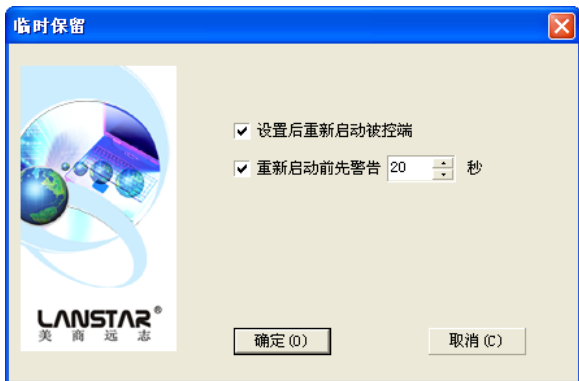 临时保留
设置后重新启动被控端
重新启动前先警告 20 秒
LANSTAR®
美商远志
确定(O) 取消(C)